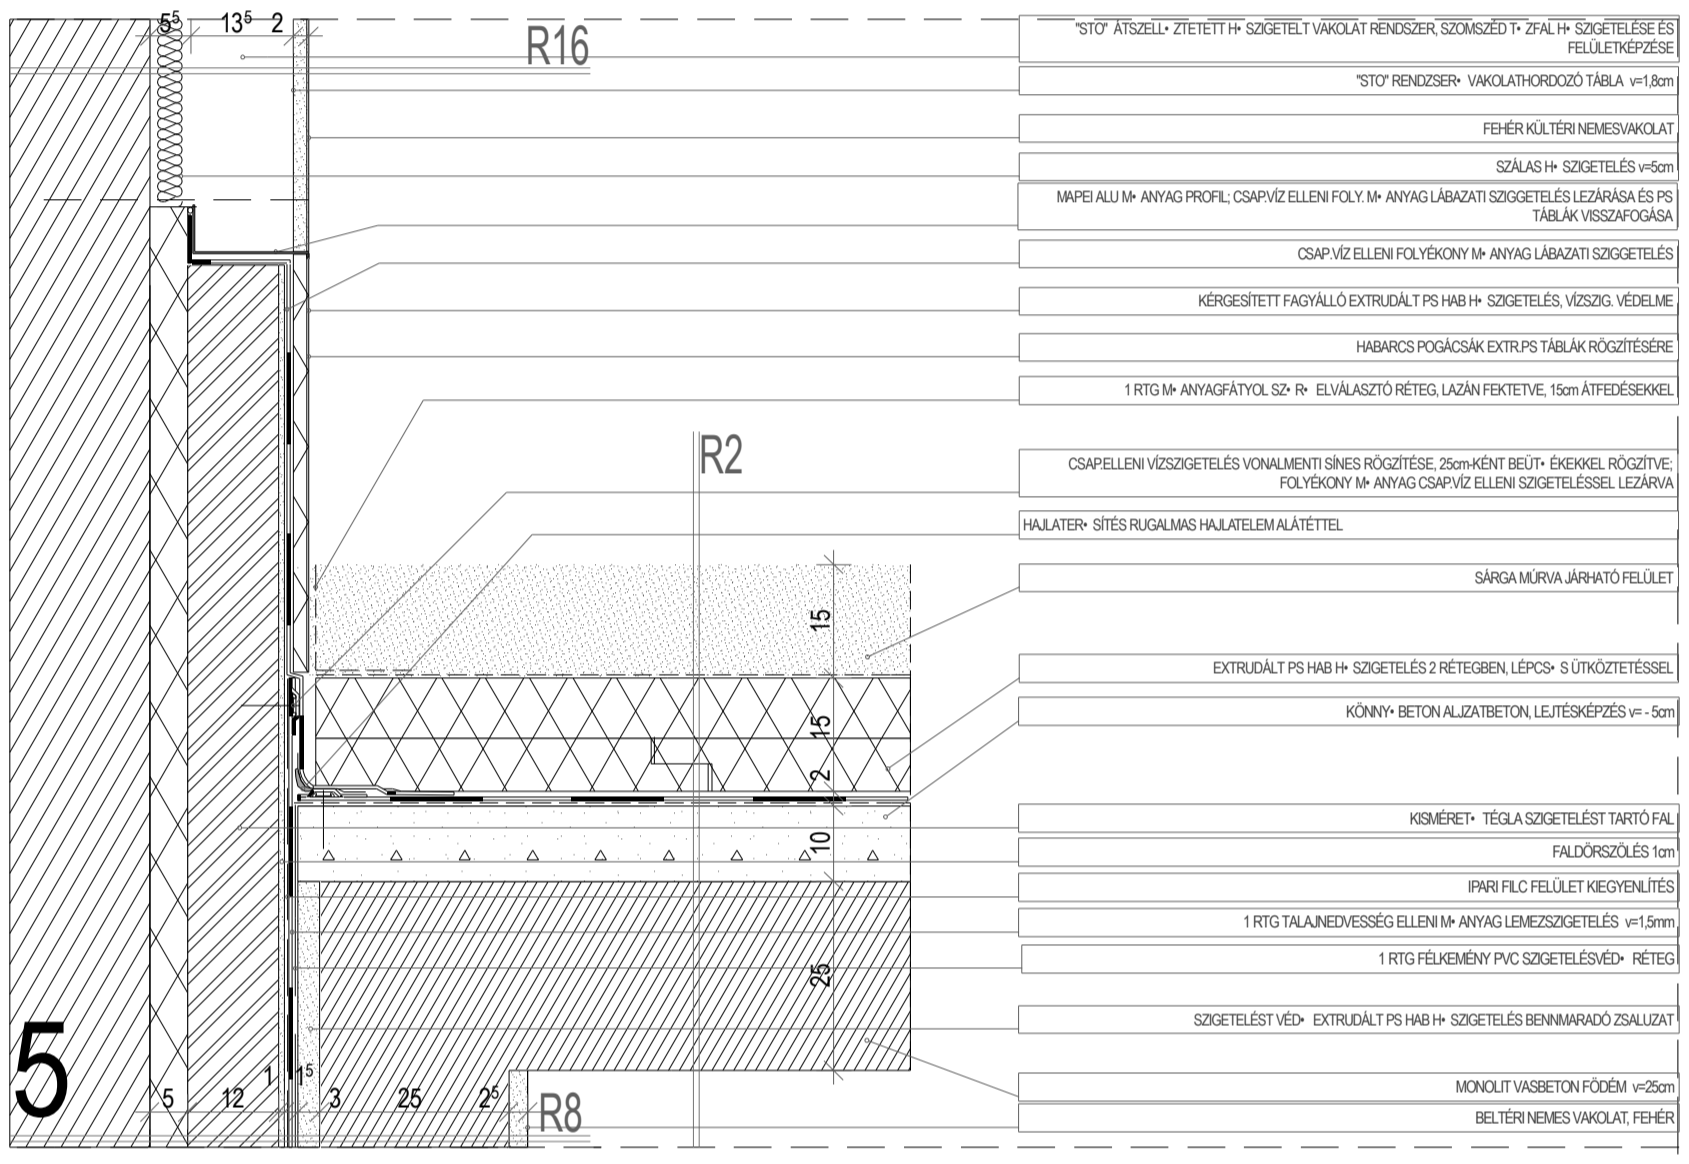 5⁵ 13⁵ 2
R16
"STO" ÁTSZELL• ZTETETT H• SZIGETELT VAKOLAT RENDSZER, SZOMSZÉD T• ZFAL H• SZIGETELÉSE ÉS
FELÜLETKÉPZÉSE
"STO" RENDZSER• VAKOLATHORDOZÓ TÁBLA v=1,8cm
FEHÉR KÜLTÉRI NEMESVAKOLAT
SZÁLAS H• SZIGETELÉS v=5cm
MAPEI ALU M• ANYAG PROFIL; CSAP.VÍZ ELLENI FOLY. M• ANYAG LÁBAZATI SZIGGETELÉS LEZÁRÁSA ÉS PS
TÁBLÁK VISSZAFOGÁSA
CSAP.VÍZ ELLENI FOLYÉKONY M• ANYAG LÁBAZATI SZIGGETELÉS
KÉRGESÍTETT FAGYÁLLÓ EXTRUDÁLT PS HAB H• SZIGETELÉS, VÍZSZIG. VÉDELME
HABARCS POGÁCSÁK EXTR.PS TÁBLÁK RÖGZÍTÉSÉRE
1 RTG M• ANYAGFÁTYOL SZ• R• ELVÁLASZTÓ RÉTEG, LAZÁN FEKTETVE, 15cm ÁTFEDÉSEKKEL
R2
CSAP.ELLENI VÍZSZIGETELÉS VONALMENTI SÍNES RÖGZÍTÉSE, 25cm-KÉNT BEÜT• ÉKEKKEL RÖGZÍTVE;
FOLYÉKONY M• ANYAG CSAP.VÍZ ELLENI SZIGETELÉSSEL LEZÁRVA
HAJLATER• SÍTÉS RUGALMAS HAJLATELEM ALÁTÉTTEL
SÁRGA MÚRVA JÁRHATÓ FELÜLET
15
EXTRUDÁLT PS HAB H• SZIGETELÉS 2 RÉTEGBEN, LÉPCS• S ÜTKÖZTETÉSSEL
KÖNNY• BETON ALJZATBETON, LEJTÉSKÉPZÉS v= - 5cm
15
2
KISMÉRET• TÉGLA SZIGETELÉST TARTÓ FAL
10
FALDÖRSZÖLÉS 1cm
IPARI FILC FELÜLET KIEGYENLÍTÉS
1 RTG TALAJNEDVESSÉG ELLENI M• ANYAG LEMEZSZIGETELÉS v=1,5mm
1 RTG FÉLKEMÉNY PVC SZIGETELÉSVÉD• RÉTEG
25
SZIGETELÉST VÉD• EXTRUDÁLT PS HAB H• SZIGETELÉS BENNMARADÓ ZSALUZAT
MONOLIT VASBETON FÖDÉM v=25cm
BELTÉRI NEMES VAKOLAT, FEHÉR
5
5 12 1 1⁵ 3 25 2⁵
R8